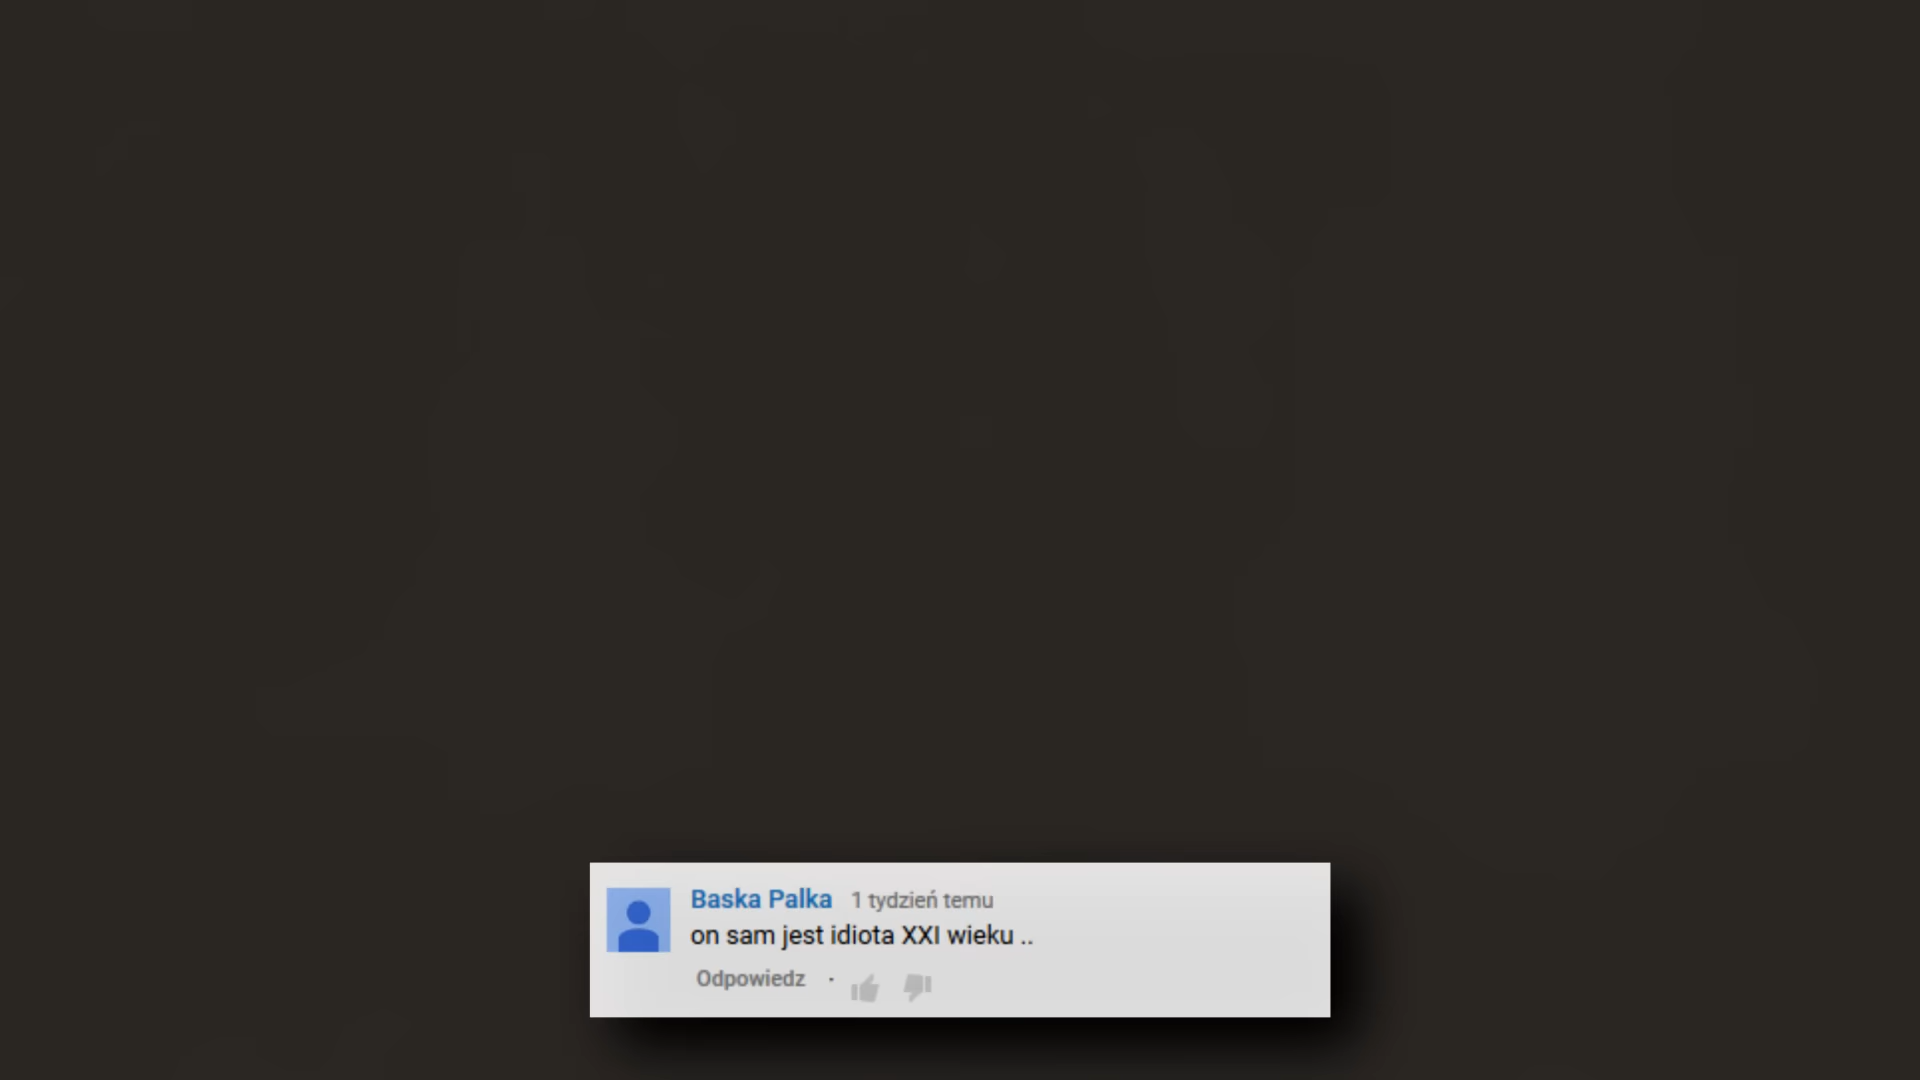 Baska Palka 1 tydzień temu
on sam jest idiota XXI wieku ..
Odpowiedz ·